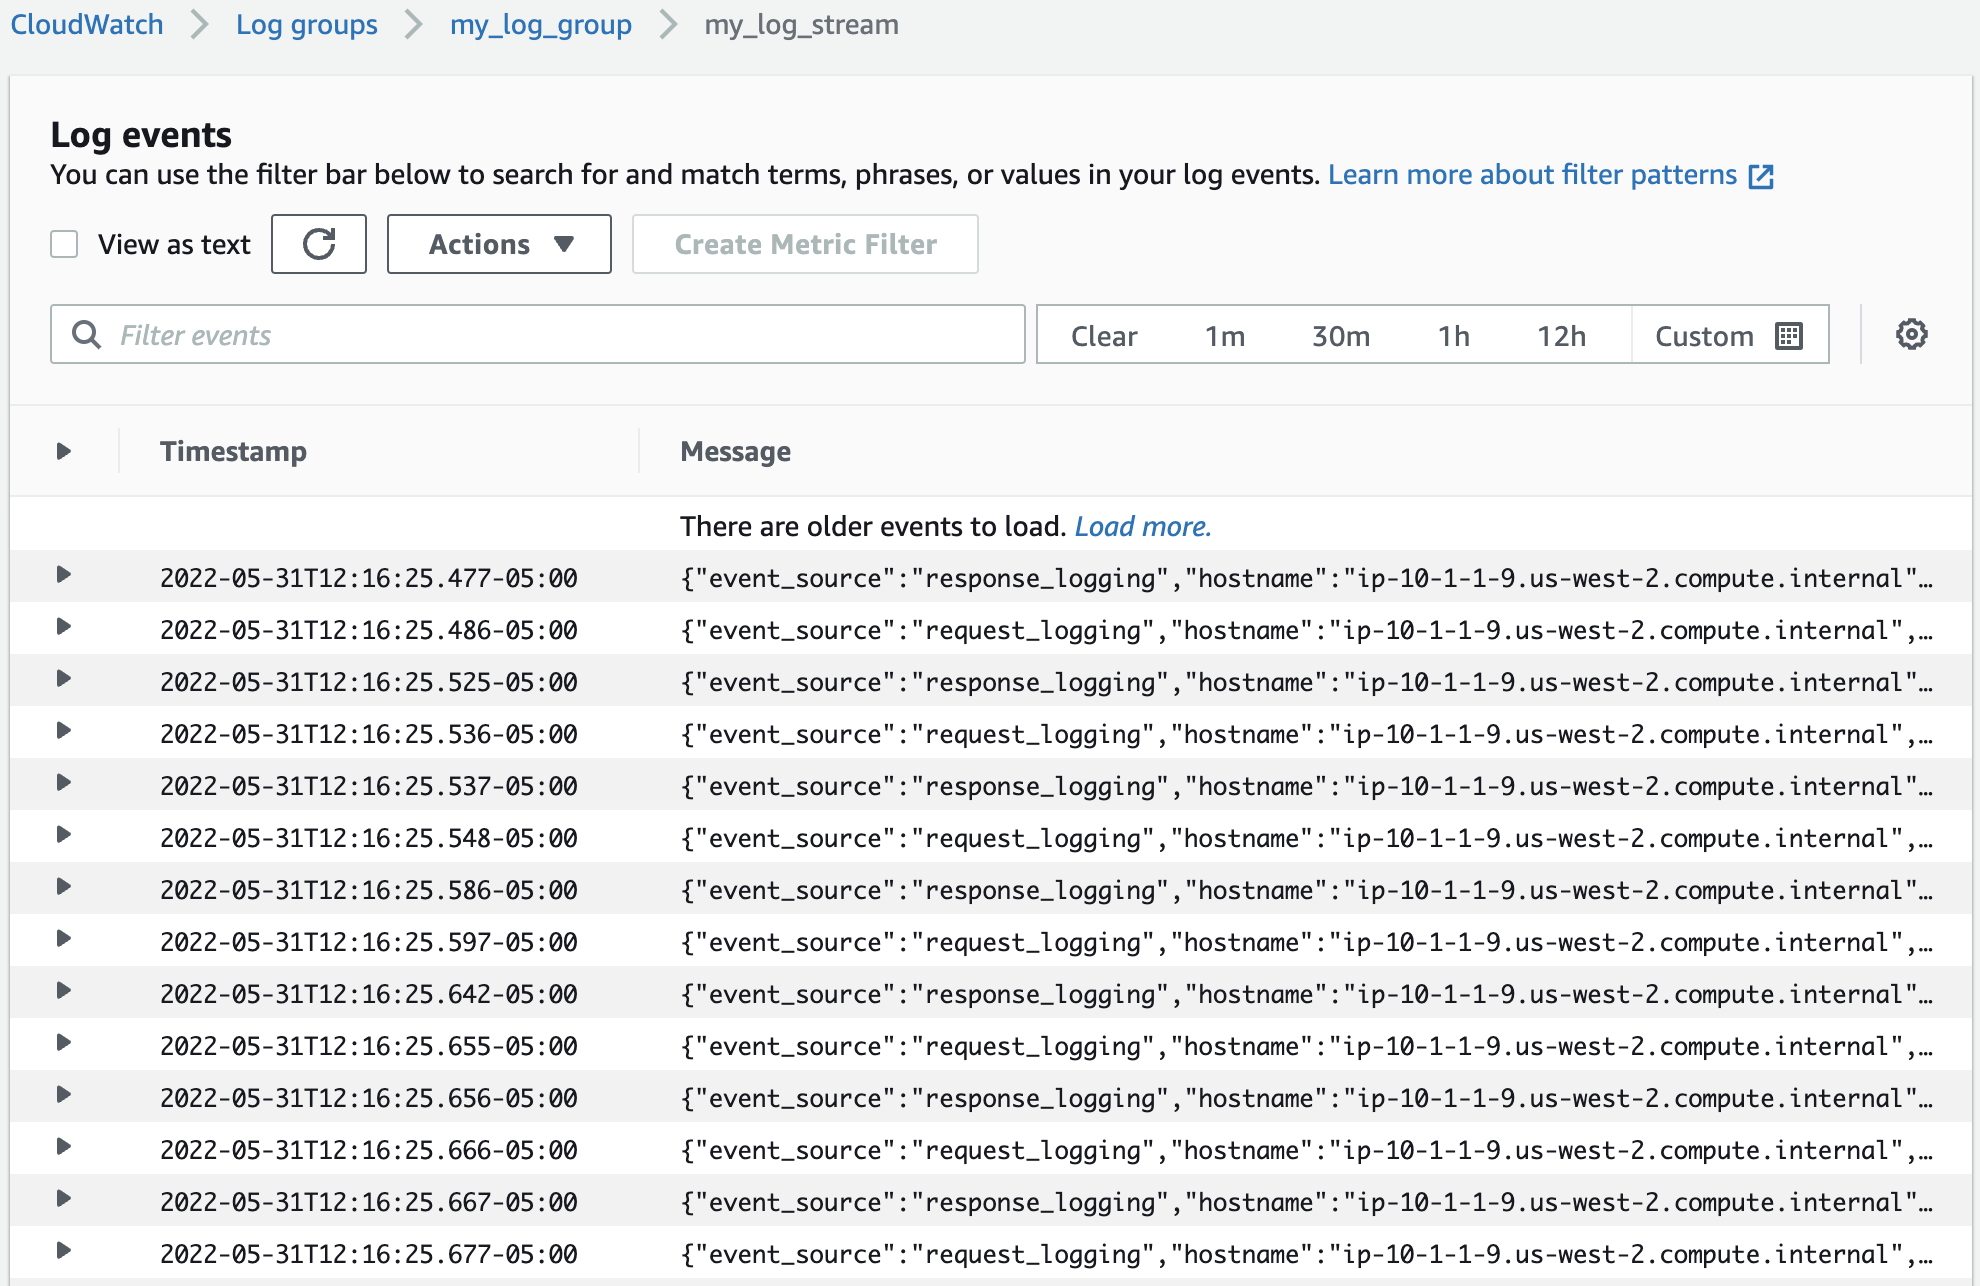 CloudWatch > Log groups > my_log_group > my_log_stream
Log events
You can use the filter bar below to search for and match terms, phrases, or values in your log events. Learn more about filter patterns
View as text Actions Create Metric Filter
Filter events Clear 1m 30m 1h 12h Custom
Timestamp Message
There are older events to load. Load more.
2022-05-31T12:16:25.477-05:00 {"event_source":"response_logging","hostname":"ip-10-1-1-9.us-west-2.compute.internal"…
2022-05-31T12:16:25.486-05:00 {"event_source":"request_logging","hostname":"ip-10-1-1-9.us-west-2.compute.internal",…
2022-05-31T12:16:25.525-05:00 {"event_source":"response_logging","hostname":"ip-10-1-1-9.us-west-2.compute.internal"…
2022-05-31T12:16:25.536-05:00 {"event_source":"request_logging","hostname":"ip-10-1-1-9.us-west-2.compute.internal",…
2022-05-31T12:16:25.537-05:00 {"event_source":"response_logging","hostname":"ip-10-1-1-9.us-west-2.compute.internal"…
2022-05-31T12:16:25.548-05:00 {"event_source":"request_logging","hostname":"ip-10-1-1-9.us-west-2.compute.internal",…
2022-05-31T12:16:25.586-05:00 {"event_source":"response_logging","hostname":"ip-10-1-1-9.us-west-2.compute.internal"…
2022-05-31T12:16:25.597-05:00 {"event_source":"request_logging","hostname":"ip-10-1-1-9.us-west-2.compute.internal",…
2022-05-31T12:16:25.642-05:00 {"event_source":"response_logging","hostname":"ip-10-1-1-9.us-west-2.compute.internal"…
2022-05-31T12:16:25.655-05:00 {"event_source":"request_logging","hostname":"ip-10-1-1-9.us-west-2.compute.internal",…
2022-05-31T12:16:25.656-05:00 {"event_source":"response_logging","hostname":"ip-10-1-1-9.us-west-2.compute.internal"…
2022-05-31T12:16:25.666-05:00 {"event_source":"request_logging","hostname":"ip-10-1-1-9.us-west-2.compute.internal",…
2022-05-31T12:16:25.667-05:00 {"event_source":"response_logging","hostname":"ip-10-1-1-9.us-west-2.compute.internal"…
2022-05-31T12:16:25.677-05:00 {"event_source":"request_logging","hostname":"ip-10-1-1-9.us-west-2.compute.internal",…